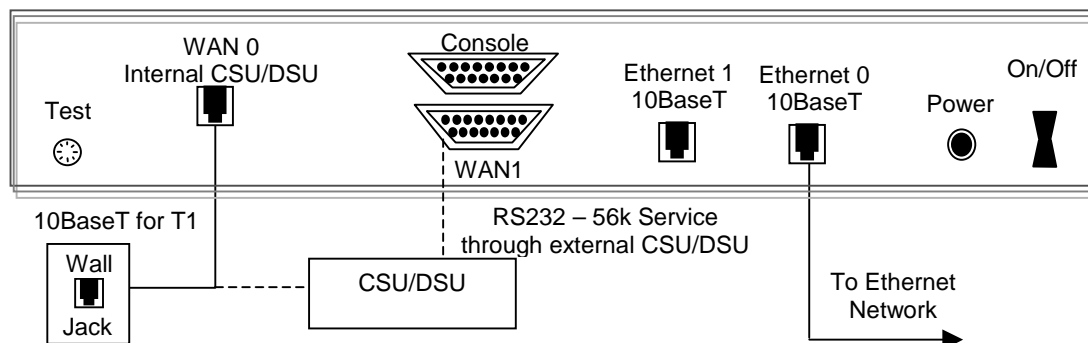 WAN 0
Internal CSU/DSU
Console
Ethernet 1
10BaseT
Ethernet 0
10BaseT
On/Off
Test
Power
WAN1
10BaseT for T1
RS232 – 56k Service
through external CSU/DSU
Wall
Jack
CSU/DSU
To Ethernet
Network